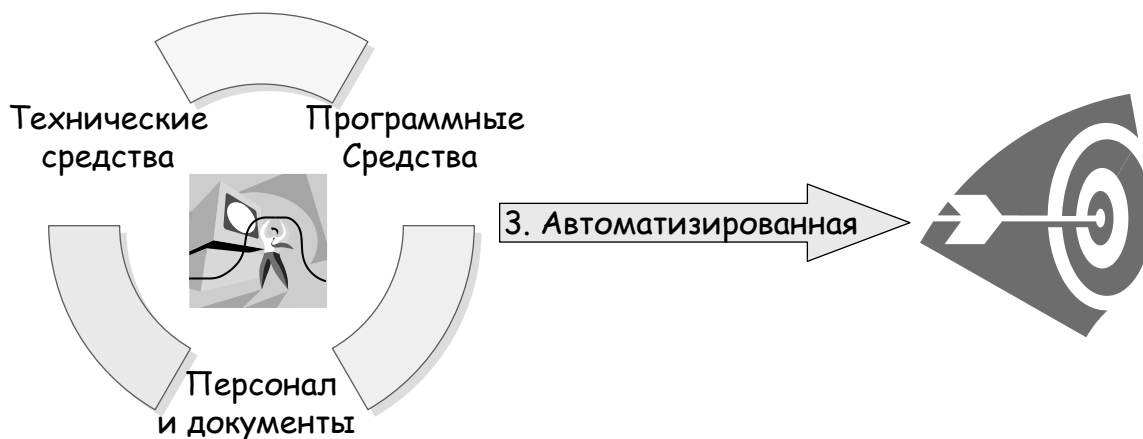 Технические
средства
Программные
Средства
3. Автоматизированная
Персонал
и документы